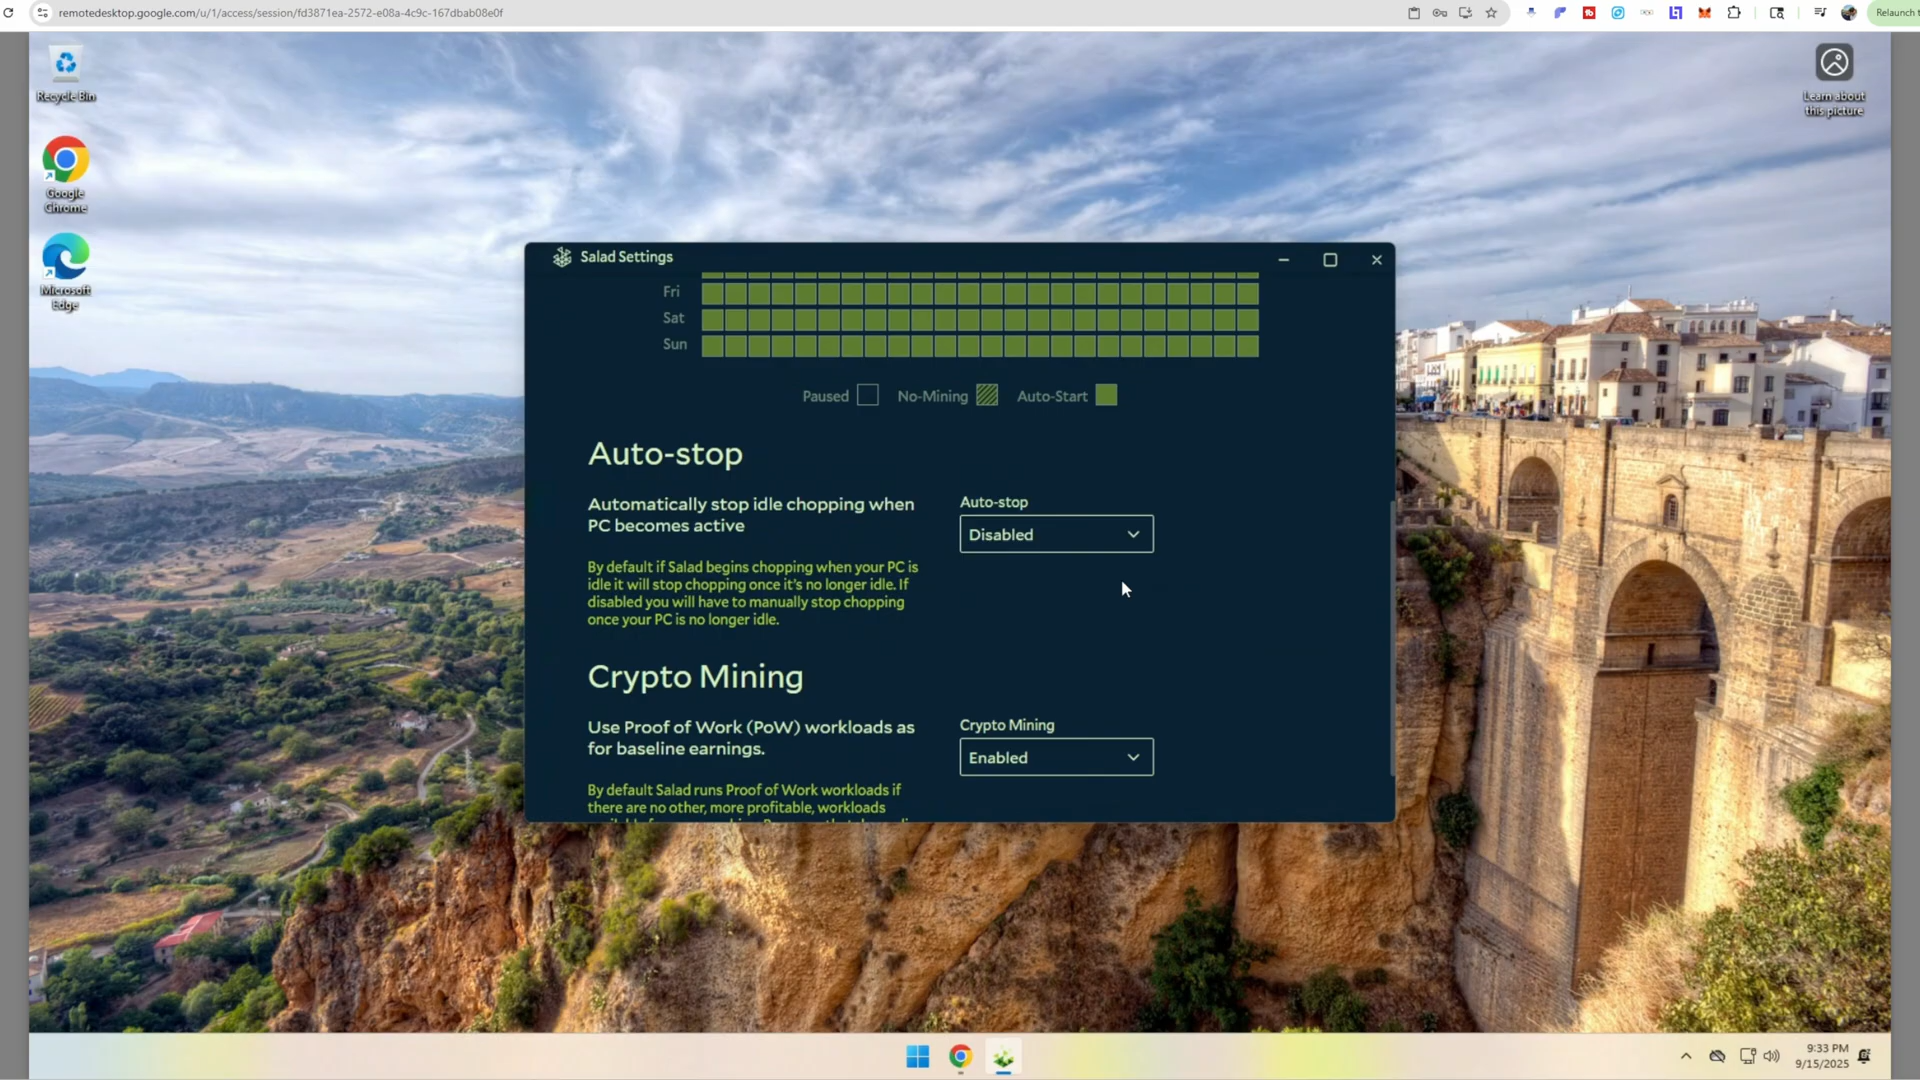 remotedesktop.google.com/u/1/access/session/fd3871ea-2572-e08a-4c9c-167dbab08e0f
Relaunch t
Recycle Bin
Google
Chrome
Microsoft
Edge
Learn about
this picture
Salad Settings
Fri
Sat
Sun
Paused
No-Mining
Auto-Start
Auto-stop
Automatically stop idle chopping when
PC becomes active
Auto-stop
Disabled
By default if Salad begins chopping when your PC is
idle it will stop chopping once it's no longer idle. If
disabled you will have to manually stop chopping
once your PC is no longer idle.
Crypto Mining
Use Proof of Work (PoW) workloads as
for baseline earnings.
Crypto Mining
Enabled
By default Salad runs Proof of Work workloads if
there are no other, more profitable, workloads
9:33 PM
9/15/2025